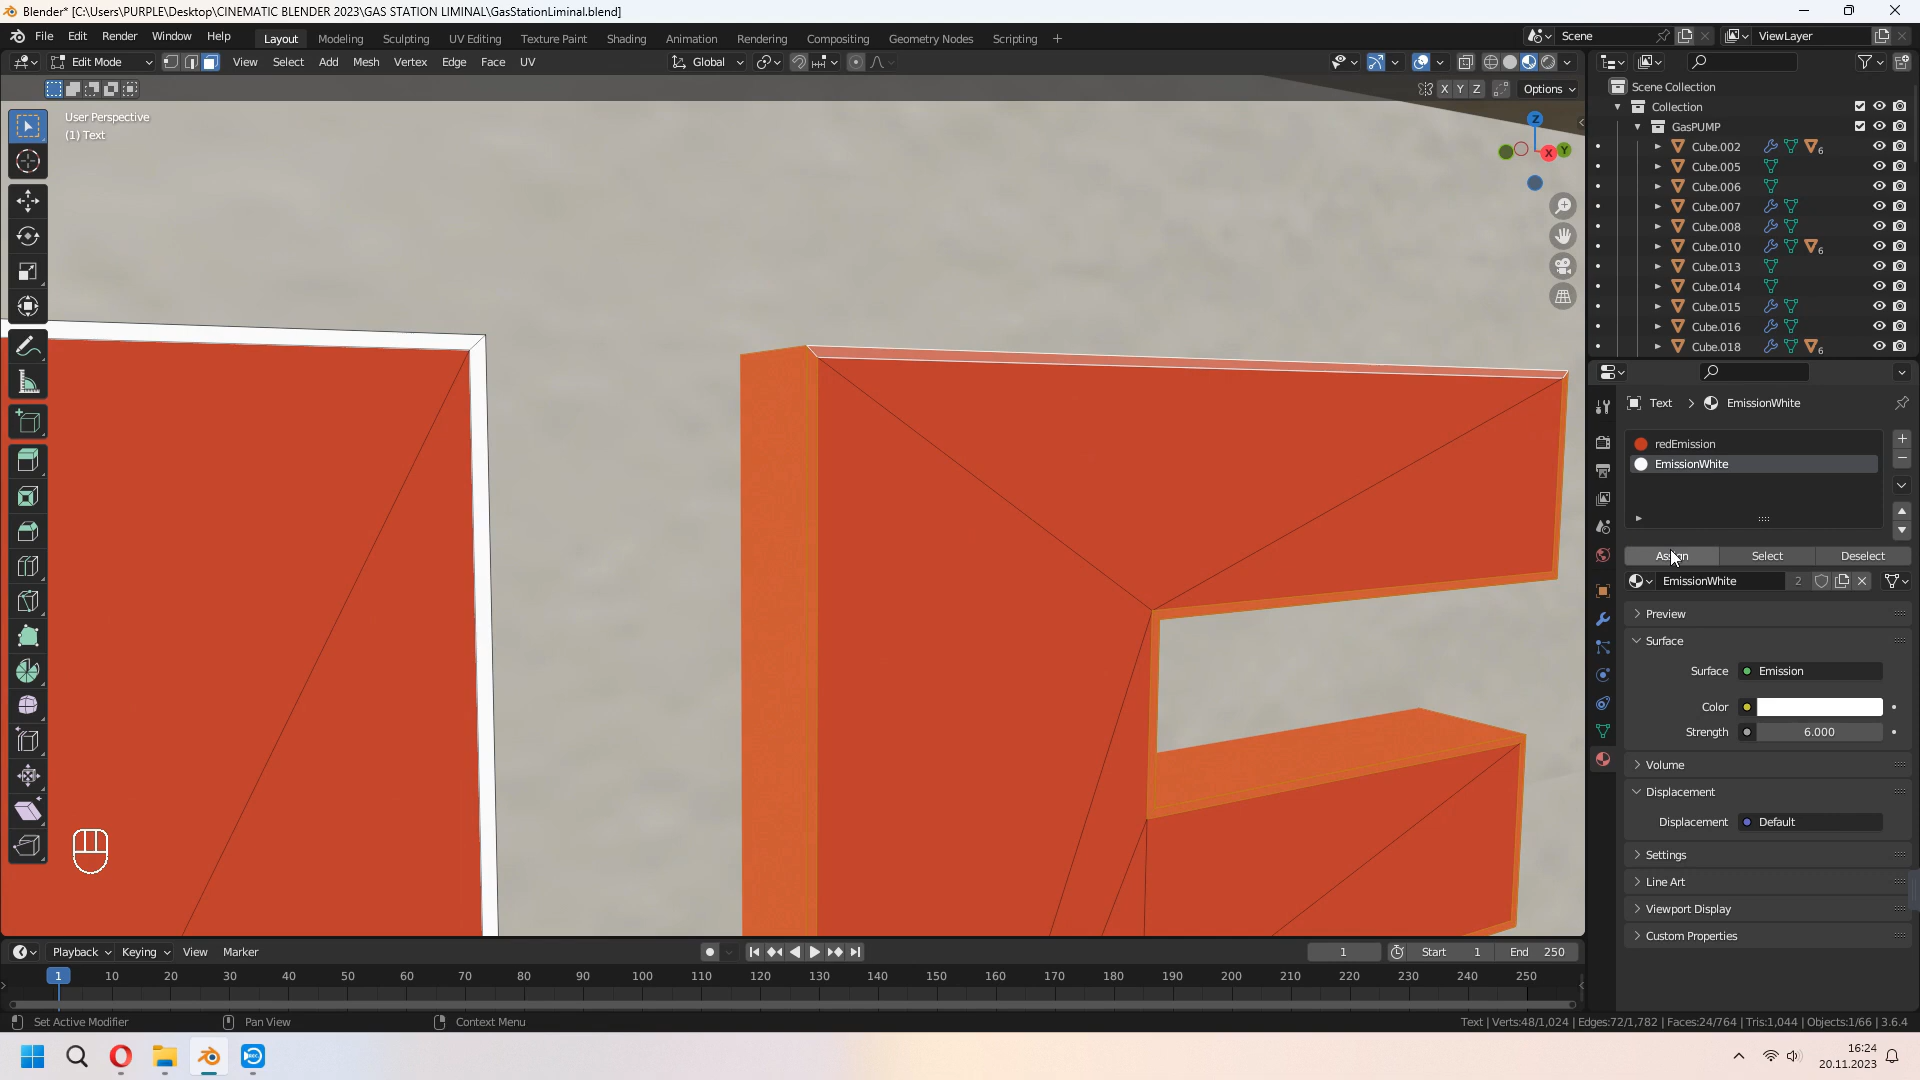 Blender* [C:\Users\PURPLE\Desktop\CINEMATIC BLENDER 2023\GAS STATION LIMINAL\GasStationLiminal.blend]
File Edit Render Window Help Layout Modeling Sculpting UV Editing Texture Paint Shading Animation Rendering Compositing Geometry Nodes Scripting + Scene ViewLayer
Edit Mode View Select Add Mesh Vertex Edge Face UV Global
X Y Z Options
User Perspective
(1) Text
Z
X Y
Scene Collection
Collection
GasPUMP
Cube.002 6
Cube.005
Cube.006
Cube.007
Cube.008
Cube.010 6
Cube.013
Cube.014
Cube.015
Cube.016
Cube.018 6
Text > EmissionWhite
redEmission
EmissionWhite
Assign Select Deselect
EmissionWhite 2
Preview
Surface
Surface Emission
Color
Strength 6.000
Volume
Displacement
Displacement Default
Settings
Line Art
Viewport Display
Custom Properties
Playback Keying View Marker 1 Start 1 End 250
1 10 20 30 40 50 60 70 80 90 100 110 120 130 140 150 160 170 180 190 200 210 220 230 240 250
Set Active Modifier Pan View Context Menu Text | Verts:48/1,024 | Edges:72/1,782 | Faces:24/764 | Tris:1,044 | Objects:1/66 | 3.6.4
16:24
20.11.2023